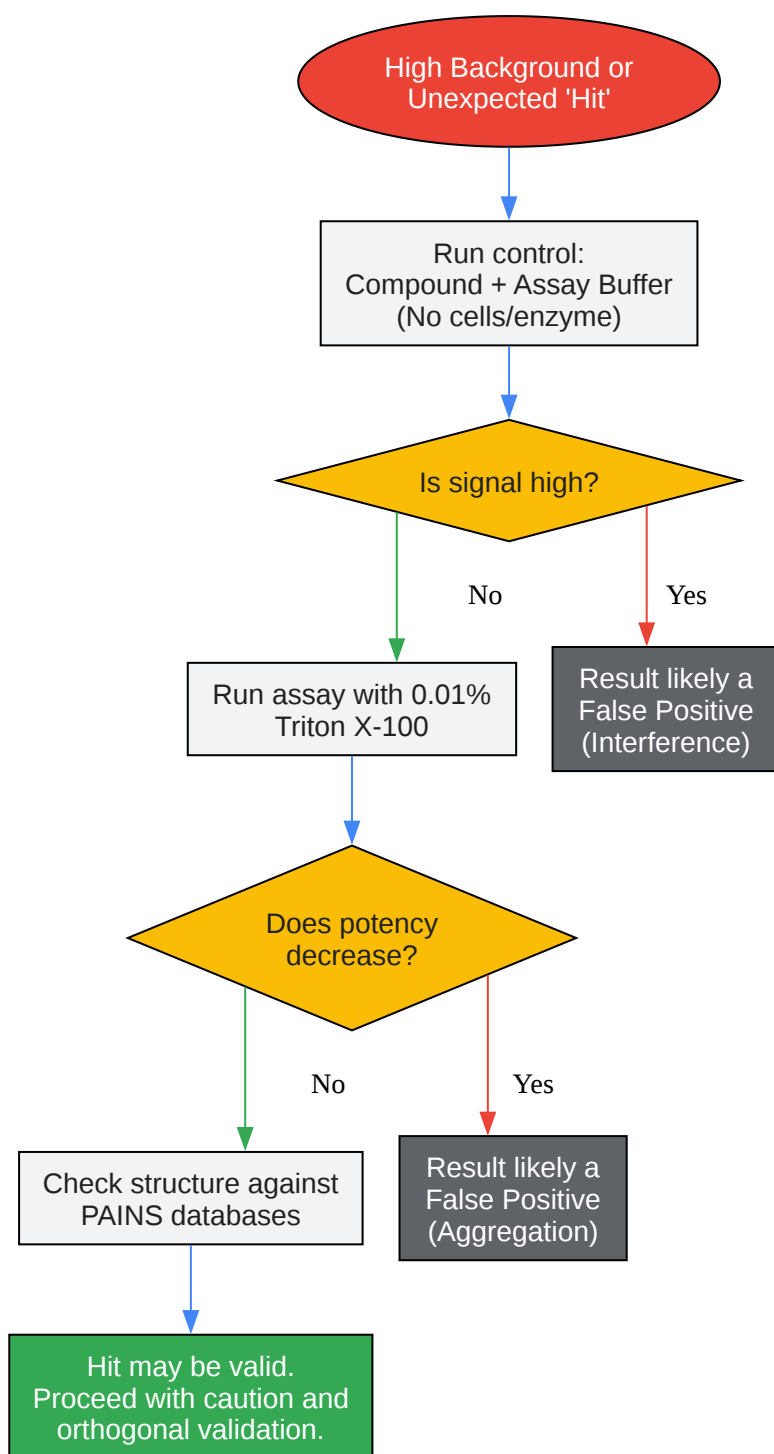 High Background or
Unexpected 'Hit'
Run control:
Compound + Assay Buffer
(No cells/enzyme)
Is signal high?
No
Yes
Run assay with 0.01%
Triton X-100
Result likely a
False Positive
(Interference)
Does potency
decrease?
No
Yes
Check structure against
PAINS databases
Result likely a
False Positive
(Aggregation)
Hit may be valid.
Proceed with caution and
orthogonal validation.